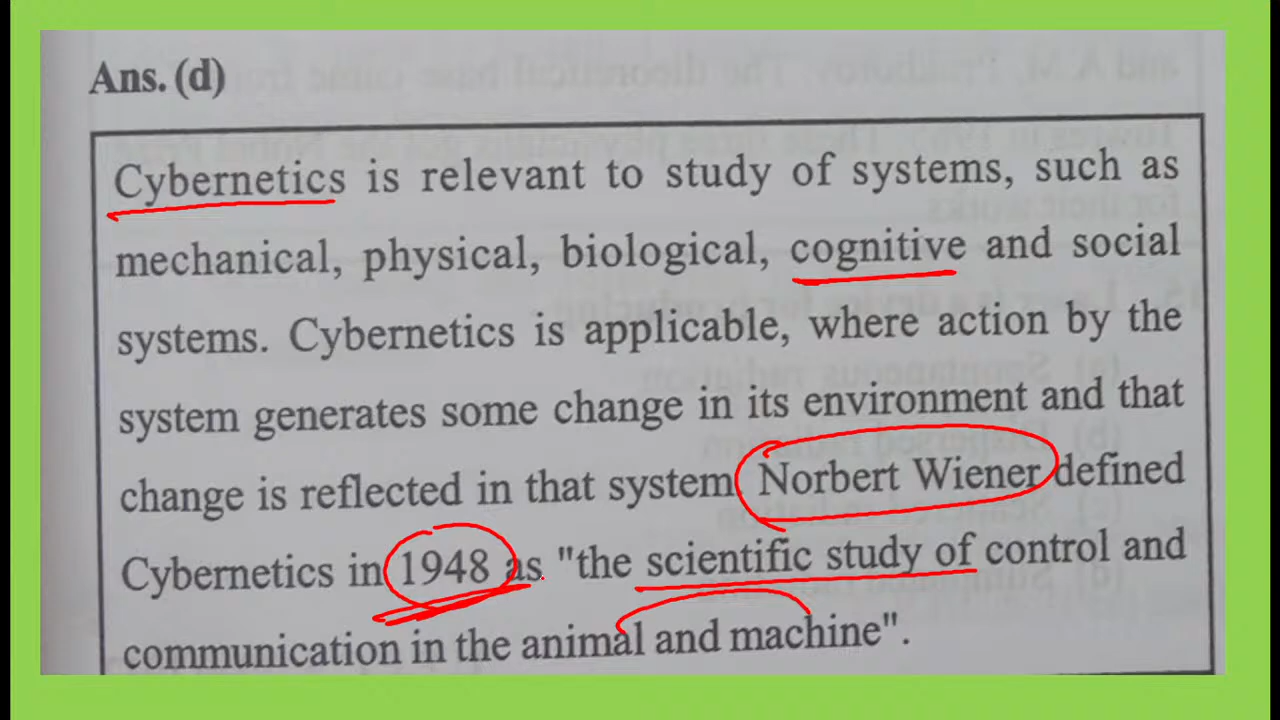 Ans. (d)
Cybernetics is relevant to study of systems, such as
mechanical, physical, biological, cognitive and social
systems. Cybernetics is applicable, where action by the
system generates some change in its environment and that
change is reflected in that system. Norbert Wiener defined
Cybernetics in 1948 as "the scientific study of control and
communication in the animal and machine".